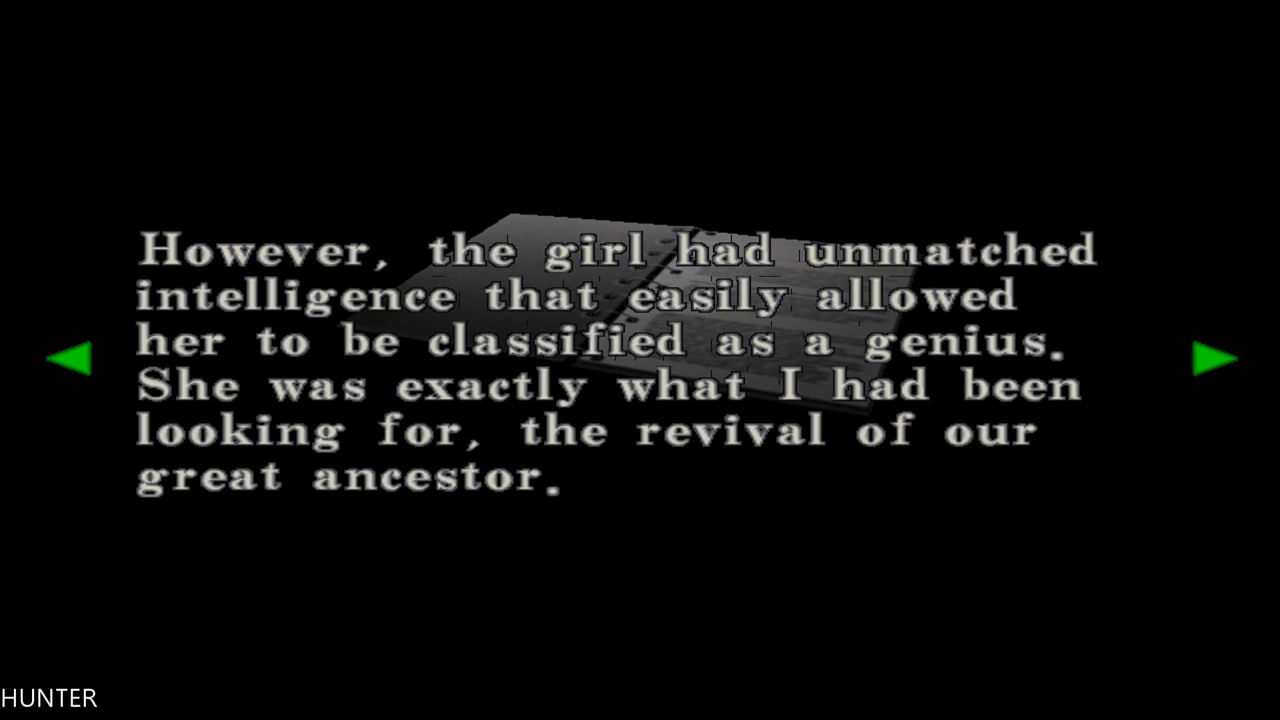 However, the girl had unmatched
intelligence that easily allowed
her to be classified as a genius.
She was exactly what I had been
looking for, the revival of our
great ancestor.
HUNTER